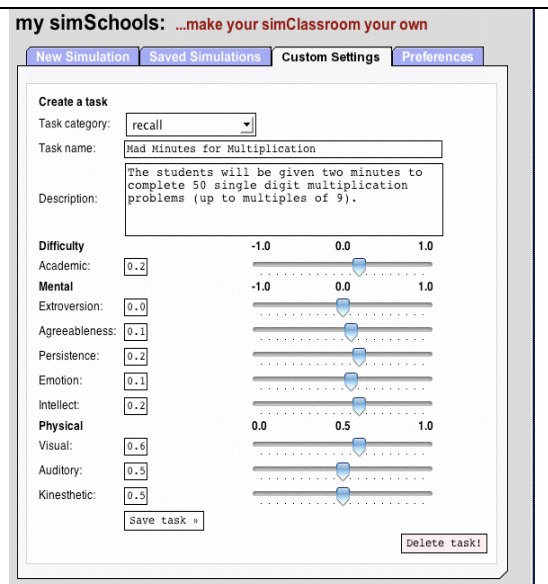 my simSchools: ...make your simClassroom your own
New Simulation Saved Simulations Custom Settings Preferences
Create a task
Task category: recall
Task name: Mad Minutes for Multiplication
Description: The students will be given two minutes to
complete 50 single digit multiplication
problems (up to multiples of 9).
Difficulty -1.0 0.0 1.0
Academic: 0.2
Mental -1.0 0.0 1.0
Extroversion: 0.0
Agreeableness: 0.1
Persistence: 0.2
Emotion: 0.1
Intellect: 0.2
Physical 0.0 0.5 1.0
Visual: 0.6
Auditory: 0.5
Kinesthetic: 0.5
Save task »
Delete task!